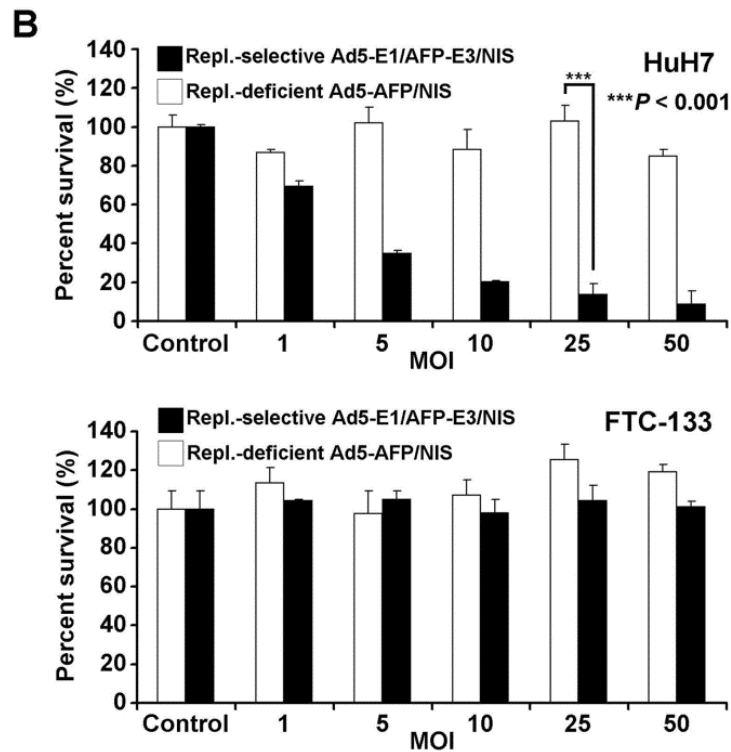 B
Repl.-selective Ad5-E1/AFP-E3/NIS
Repl.-deficient Ad5-AFP/NIS
HuH7
***
***P < 0.001
Percent survival (%)
140
120
100
80
60
40
20
0
Control 1 5 10 25 50
MOI
Repl.-selective Ad5-E1/AFP-E3/NIS
Repl.-deficient Ad5-AFP/NIS
FTC-133
Percent survival (%)
140
120
100
80
60
40
20
0
Control 1 5 10 25 50
MOI